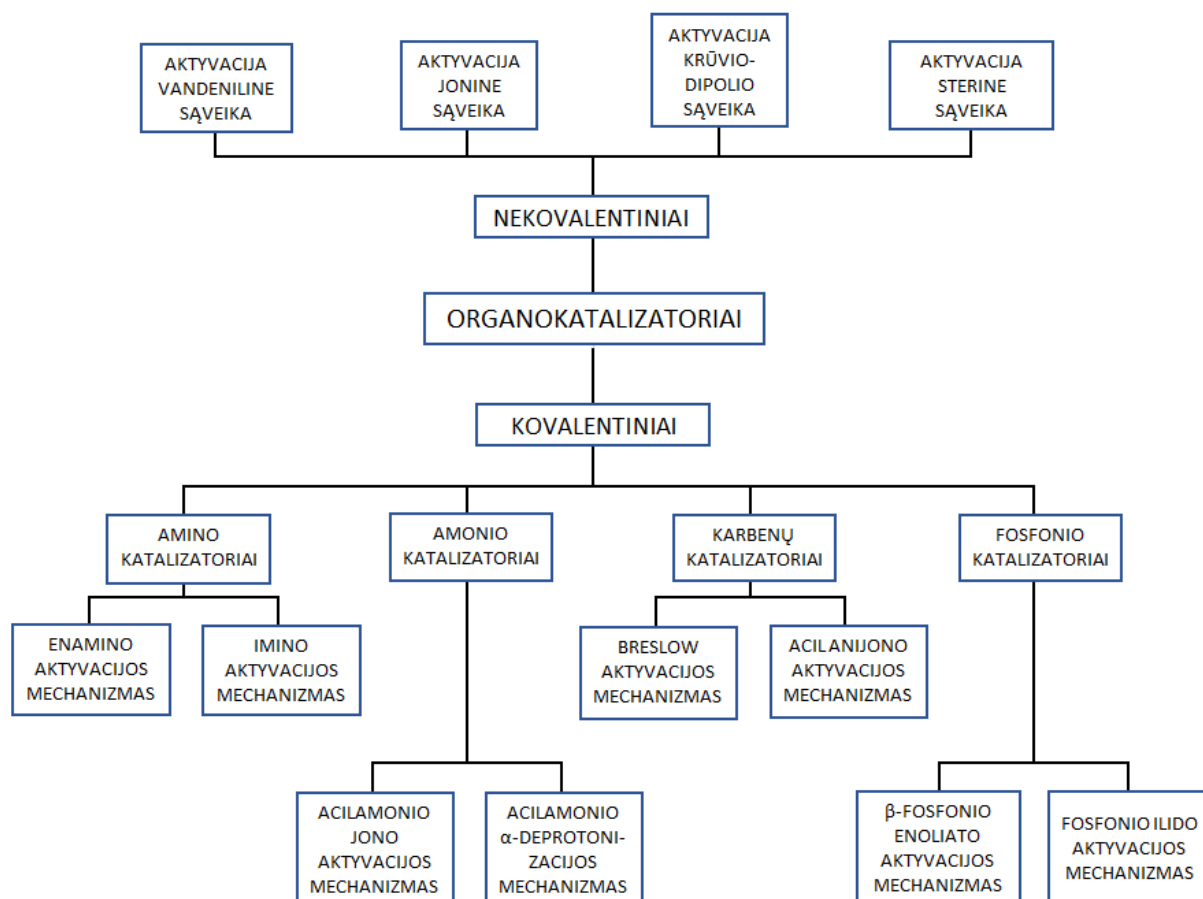 AKTYVACIJA
VANDENILINE
SĄVEIKA
AKTYVACIJA
JONINE
SĄVEIKA
AKTYVACIJA
KRŪVIO-
DIPOLIO
SĄVEIKA
AKTYVACIJA
STERINE
SĄVEIKA
NEKOVALENTINIAI
ORGANOKATALIZATORIAI
KOVALENTINIAI
AMINO
KATALIZATORIAI
AMONIO
KATALIZATORIAI
KARBENŲ
KATALIZATORIAI
FOSFONIO
KATALIZATORIAI
ENAMINO
AKTYVACIJOS
MECHANIZMAS
IMINO
AKTYVACIJOS
MECHANIZMAS
BRESLOW
AKTYVACIJOS
MECHANIZMAS
ACILANIJONO
AKTYVACIJOS
MECHANIZMAS
ACILAMONIO
JONO
AKTYVACIJOS
MECHANIZMAS
ACILAMONIO
α-DEPROTONI-
ZACIJOS
MECHANIZMAS
β-FOSFONIO
ENOLIATO
AKTYVACIJOS
MECHANIZMAS
FOSFONIO ILIDO
AKTYVACIJOS
MECHANIZMAS